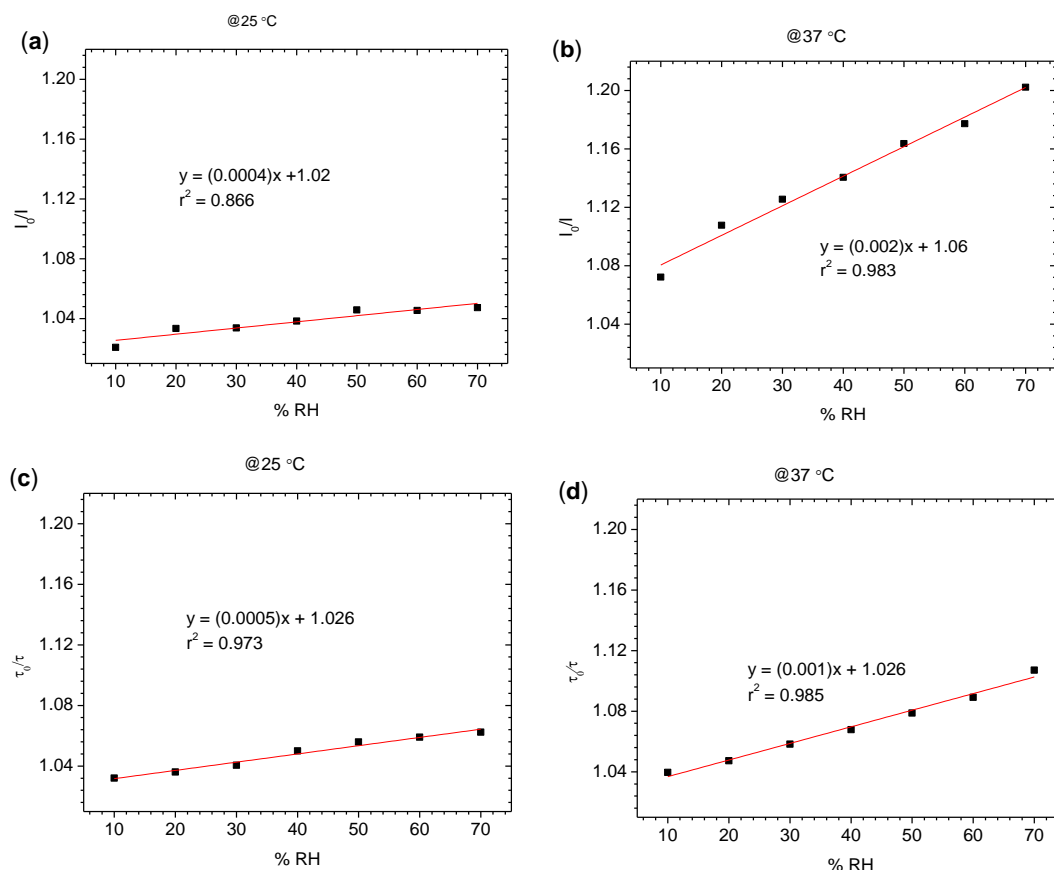 (a)
@25 °C
1.20
1.16
1.12
1.08
1.04
I0/I
y = (0.0004)x +1.02
r2 = 0.866
10 20 30 40 50 60 70
% RH
(b)
@37 °C
1.20
1.16
1.12
1.08
1.04
I0/I
y = (0.002)x + 1.06
r2 = 0.983
10 20 30 40 50 60 70
% RH
(c)
@25 °C
1.20
1.16
1.12
1.08
1.04
τ0/τ
y = (0.0005)x + 1.026
r2 = 0.973
10 20 30 40 50 60 70
% RH
(d)
@37 °C
1.20
1.16
1.12
1.08
1.04
τ0/τ
y = (0.001)x + 1.026
r2 = 0.985
10 20 30 40 50 60 70
% RH